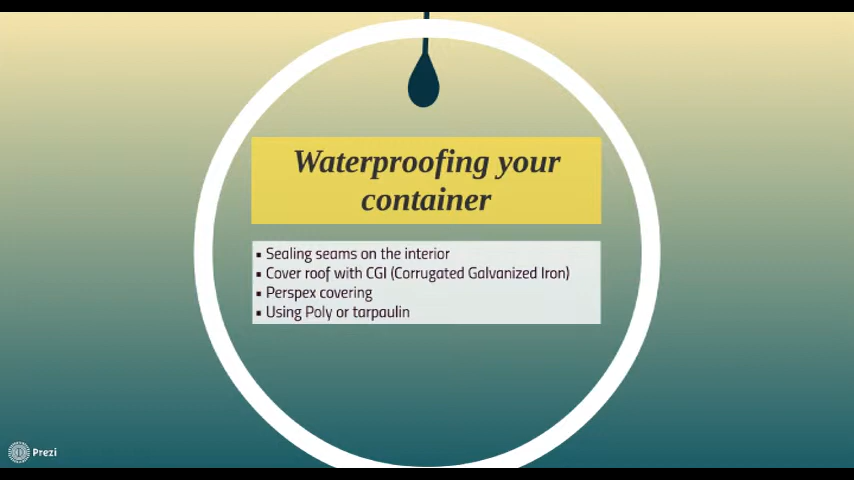 Waterproofing your
container
▪ Sealing seams on the interior
▪ Cover roof with CGI (Corrugated Galvanized Iron)
▪ Perspex covering
▪ Using Poly or tarpaulin
Prezi